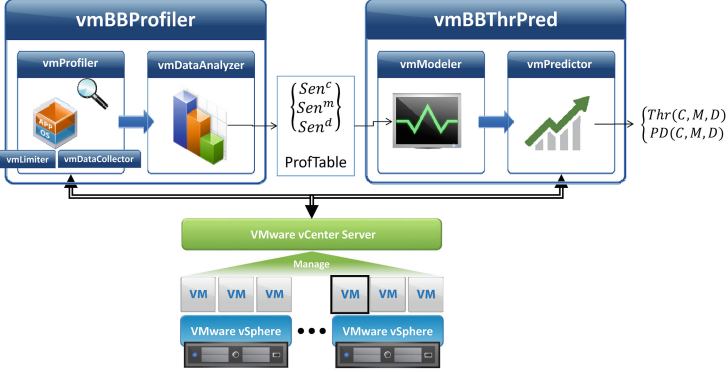 vmBBProfiler
vmBBThrPred
vmProfiler
vmDataAnalyzer
vmModeler
vmPredictor
APP
OS
vmLimiter
vmDataCollector
Sen^c
Sen^m
Sen^d
ProfTable
Thr(C, M, D)
PD(C, M, D)
VMware vCenter Server
Manage
VM VM VM VM VM VM
VMware vSphere ••• VMware vSphere